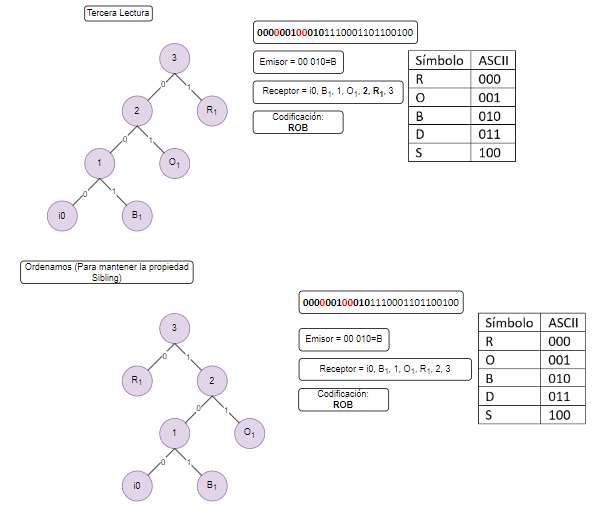 Tercera Lectura
0000001000101110001101101100100
Emisor = 00 010=B
Receptor = i0, B₁, 1, O₁, 2, R₁, 3
Codificación:
ROB
Símbolo ASCII
R 000
O 001
B 010
D 011
S 100
3
0
1
2
R₁
0
1
1
O₁
0
1
i0
B₁
Ordenamos (Para mantener la propiedad
Sibling)
0000001000101110001101101100100
Emisor = 00 010=B
Receptor = i0, B₁, 1, O₁, R₁, 2, 3
Codificación:
ROB
Símbolo ASCII
R 000
O 001
B 010
D 011
S 100
3
0
1
R₁
2
0
1
1
O₁
0
1
i0
B₁